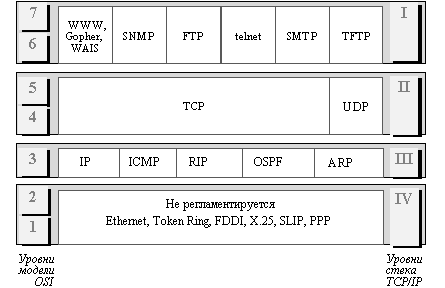 7
6
WWW,
Gopher,
WAIS
SNMP
FTP
telnet
SMTP
TFTP
I
5
4
TCP
UDP
II
3
IP
ICMP
RIP
OSPF
ARP
III
2
1
Не регламентируется
Ethernet, Token Ring, FDDI, X.25, SLIP, PPP
IV
Уровни
модели
OSI
Уровни
стека
TCP/IP